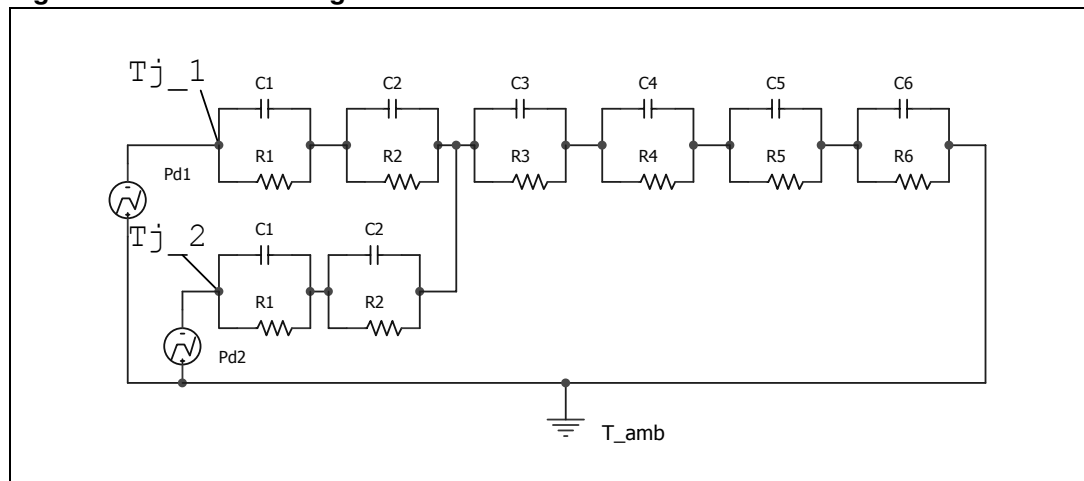 Tj_1
C1 C2 C3 C4 C5 C6
R1 R2 R3 R4 R5 R6
Pd1
Tj_2
C1 C2
R1 R2
Pd2
T_amb